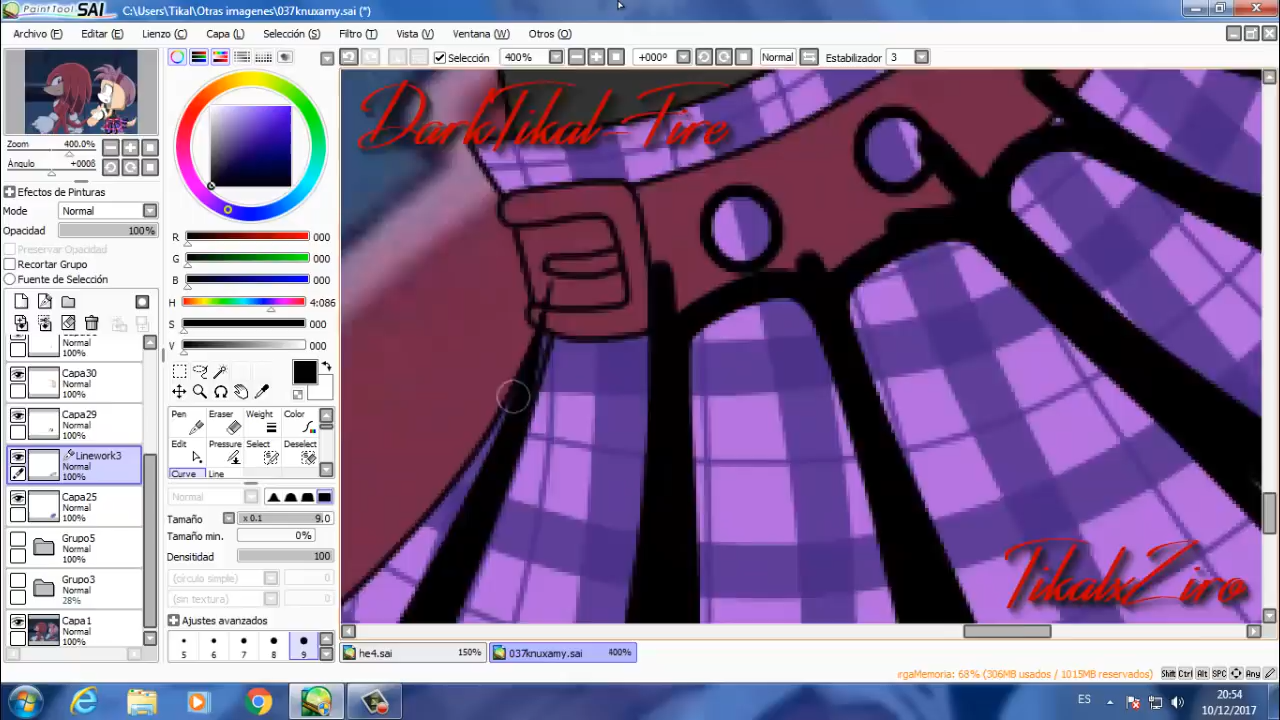 PaintTool SAI C:\Users\Tikal\Otras imagenes\037knuxamy.sai (*)
Archivo (F) Editar (E) Lienzo (C) Capa (L) Selección (S) Filtro (T) Vista (V) Ventana (W) Otros (O)
Selección 400% +000º Normal Estabilizador 3
Zoom 400.0%
Ángulo +000δ
Efectos de Pinturas
Modo Normal
Opacidad 100%
Preservar Opacidad
Recortar Grupo
Fuente de Selección
100%
Capa30
Normal
100%
Capa29
Normal
100%
Linework3
Normal
100%
Capa25
Normal
100%
Grupo5
Normal
100%
Grupo3
Normal
28%
Capa1
Normal
100%
R 000
G 000
B 000
H 4:086
S 000
V 000
Pen Eraser Weight Color
Edit Pressure Select Deselect
Curve Line
Normal
Tamaño x 0.1 9.0
Tamaño min. 0%
Densidad 100
(circulo simple)
(sin textura)
Ajustes avanzados
5 6 7 8 9
DarkTikal-Fire
TikalxZiro
he4.sai 150% 037knuxamy.sai 400%
rgaMemoria: 68% (306MB usados / 1015MB reservados) Shift Ctrl Alt SPC Any
ES 20:54
10/12/2017